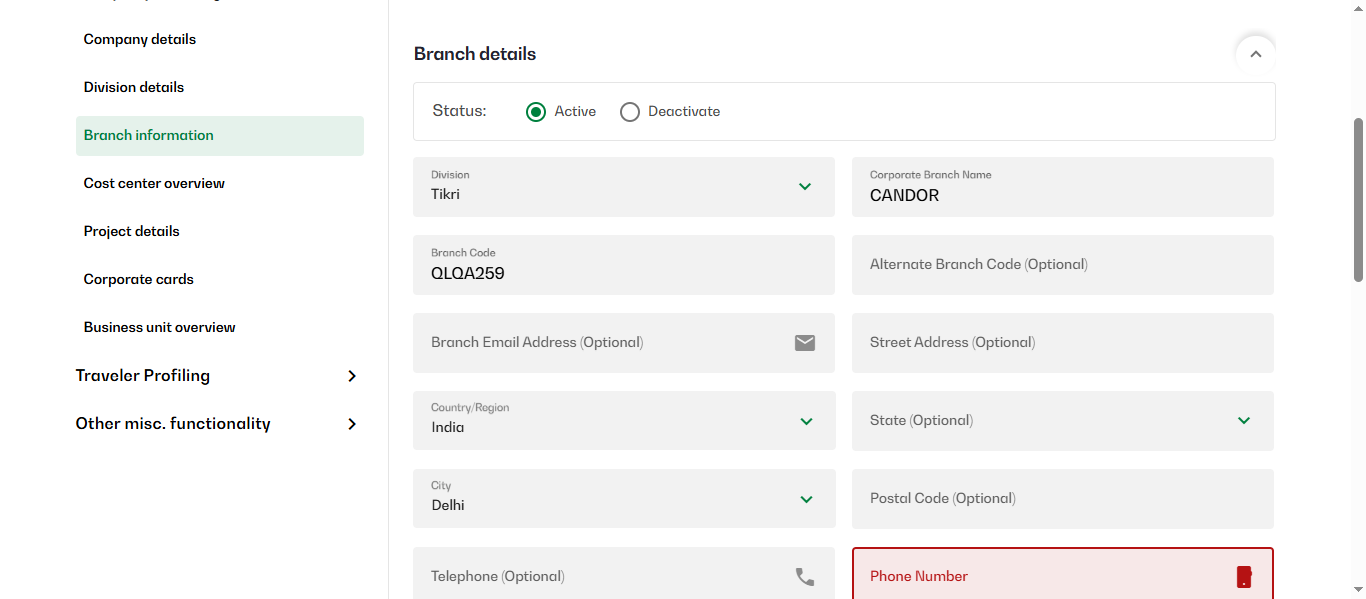 Company details
Division details
Branch information
Cost center overview
Project details
Corporate cards
Business unit overview
Traveler Profiling
Other misc. functionality
Branch details
Status: Active Deactivate
Division
Tikri
Corporate Branch Name
CANDOR
Branch Code
QLQA259
Alternate Branch Code (Optional)
Branch Email Address (Optional)
Street Address (Optional)
Country/Region
India
State (Optional)
City
Delhi
Postal Code (Optional)
Telephone (Optional)
Phone Number